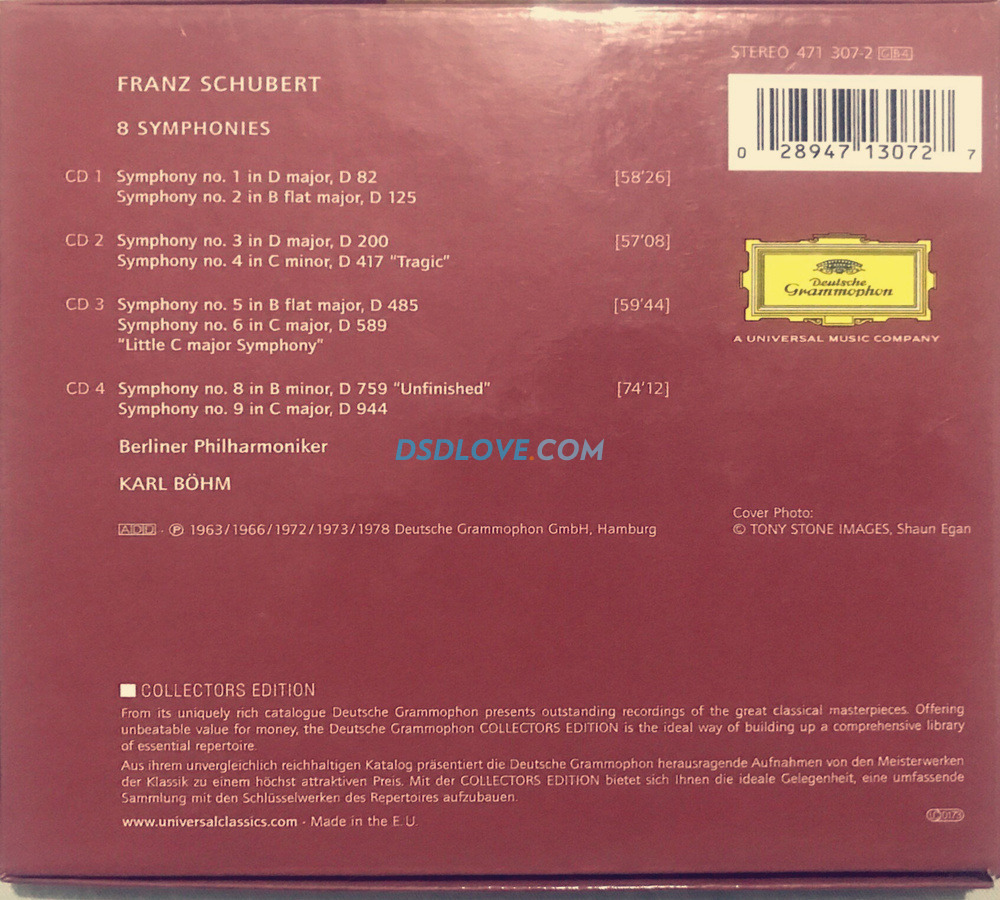 STEREO 471 307-2 GB4
FRANZ SCHUBERT
8 SYMPHONIES
0 28947 13072 7
CD 1 Symphony no. 1 in D major, D 82 [58'26]
Symphony no. 2 in B flat major, D 125
CD 2 Symphony no. 3 in D major, D 200 [57'08]
Symphony no. 4 in C minor, D 417 "Tragic"
Deutsche
Grammophon
A UNIVERSAL MUSIC COMPANY
CD 3 Symphony no. 5 in B flat major, D 485 [59'44]
Symphony no. 6 in C major, D 589
"Little C major Symphony"
CD 4 Symphony no. 8 in B minor, D 759 "Unfinished" [74'12]
Symphony no. 9 in C major, D 944
Berliner Philharmoniker
DSDLOVE.COM
KARL BÖHM
ADD · ℗ 1963/1966/1972/1973/1978 Deutsche Grammophon GmbH, Hamburg
Cover Photo:
© TONY STONE IMAGES, Shaun Egan
COLLECTORS EDITION
From its uniquely rich catalogue Deutsche Grammophon presents outstanding recordings of the great classical masterpieces. Offering
unbeatable value for money, the Deutsche Grammophon COLLECTORS EDITION is the ideal way of building up a comprehensive library
of essential repertoire.
Aus ihrem unvergleichlich reichhaltigen Katalog präsentiert die Deutsche Grammophon herausragende Aufnahmen von den Meisterwerken
der Klassik zu einem höchst attraktiven Preis. Mit der COLLECTORS EDITION bietet sich Ihnen die ideale Gelegenheit, eine umfassende
Sammlung mit den Schlüsselwerken des Repertoires aufzubauen.
www.universalclassics.com · Made in the E.U.